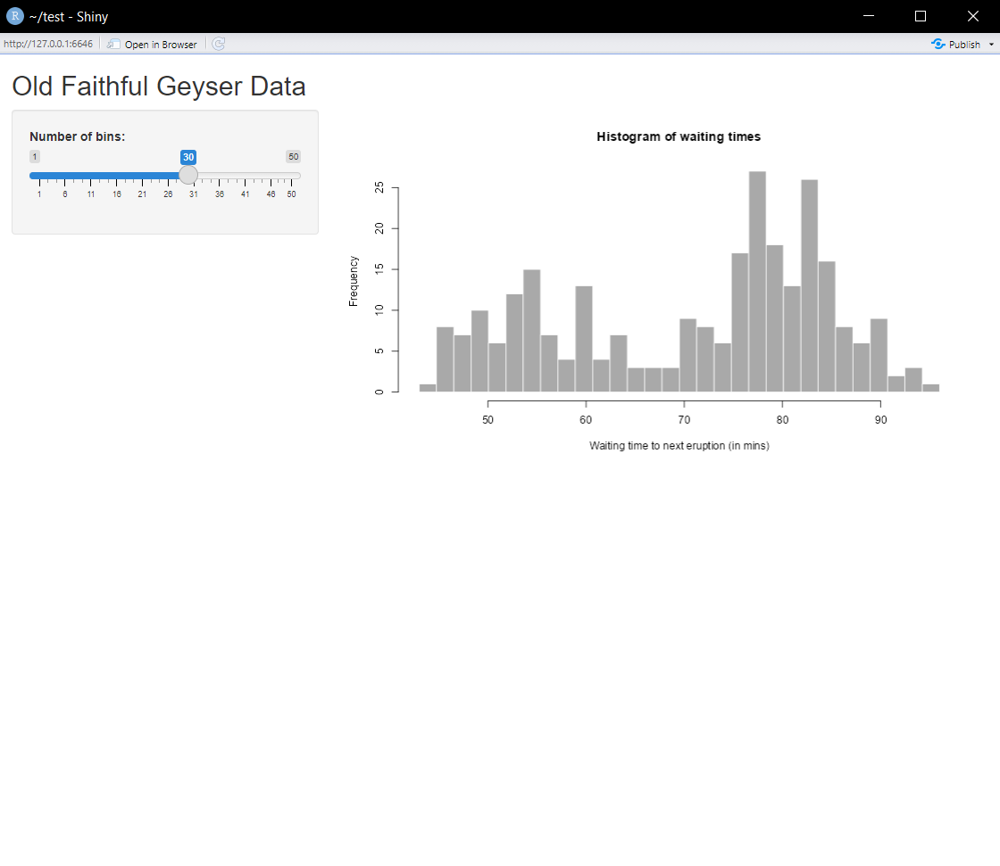 R ~/test - Shiny
http://127.0.0.1:6646 Open in Browser Publish
Old Faithful Geyser Data
Number of bins:
1 30 50
1 6 11 16 21 26 31 36 41 46 50
Histogram of waiting times
Frequency
25
20
15
10
5
0
50 60 70 80 90
Waiting time to next eruption (in mins)